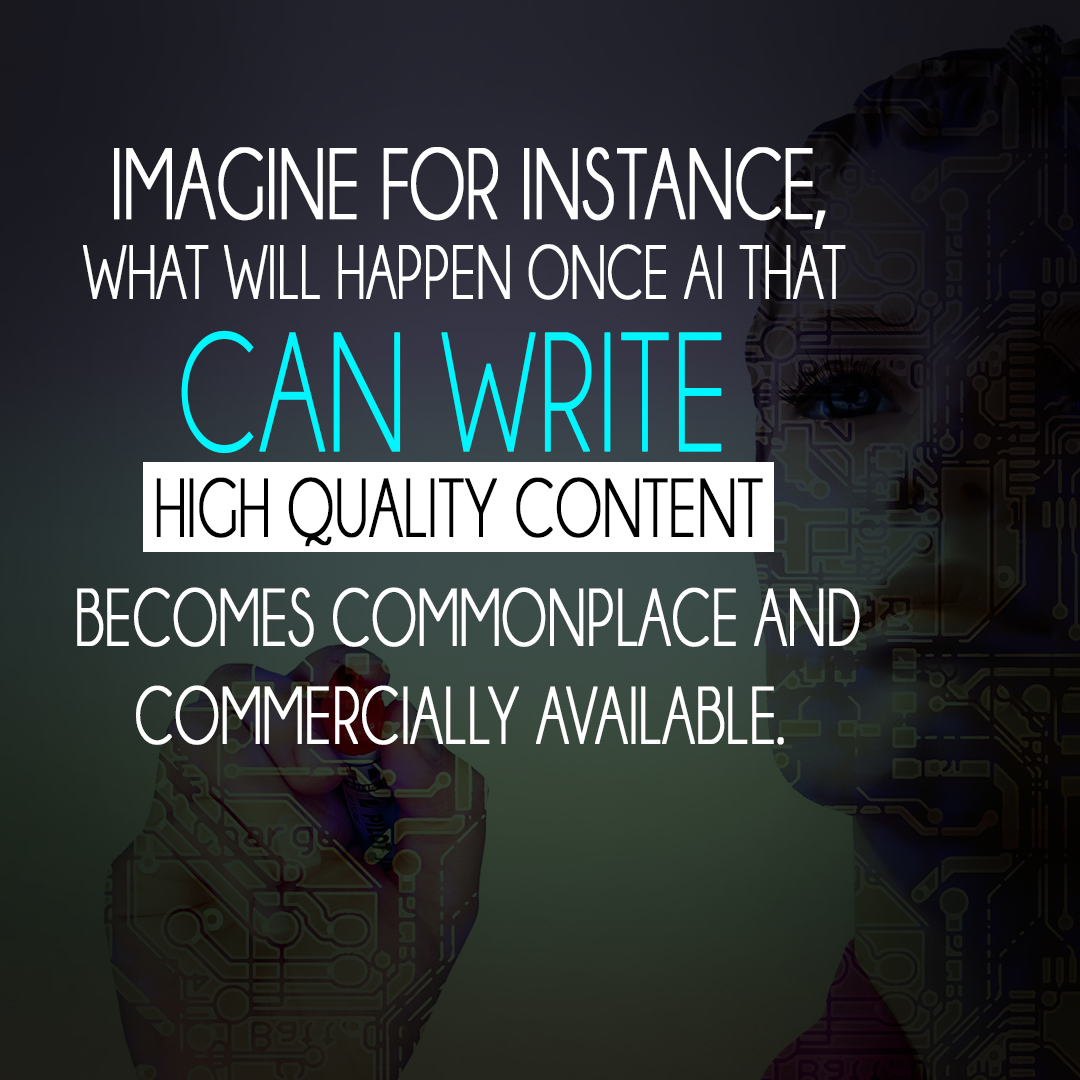 IMAGINE FOR INSTANCE,
WHAT WILL HAPPEN ONCE AI THAT
CAN WRITE
HIGH QUALITY CONTENT
BECOMES COMMONPLACE AND
COMMERCIALLY AVAILABLE.
charge